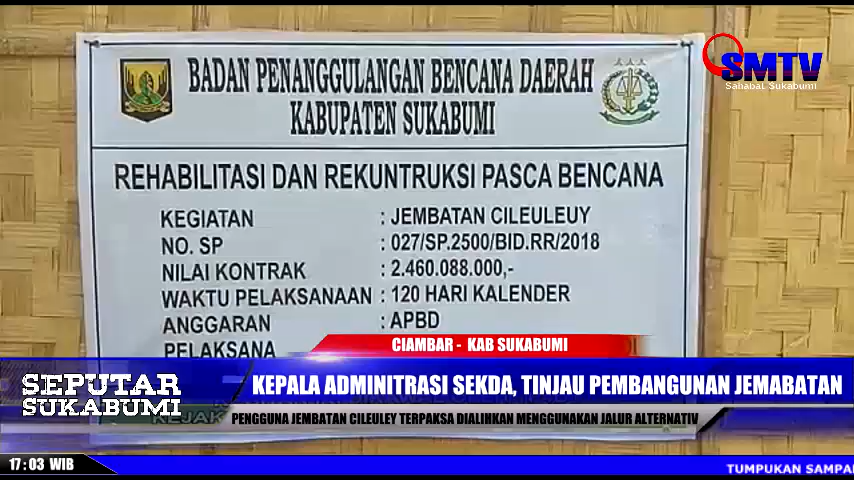 BADAN PENANGGULANGAN BENCANA DAERAH
KABUPATEN SUKABUMI
SMTV
Sahabat Sukabumi
REHABILITASI DAN REKUNTRUKSI PASCA BENCANA
KEGIATAN : JEMBATAN CILEULEUY
NO. SP : 027/SP.2500/BID.RR/2018
NILAI KONTRAK : 2.460.088.000,-
WAKTU PELAKSANAAN : 120 HARI KALENDER
ANGGARAN : APBD
PELAKSANA
CIAMBAR - KAB SUKABUMI
SEPUTAR
SUKABUMI
KEPALA ADMINITRASI SEKDA, TINJAU PEMBANGUNAN JEMABATAN
KEJAK
PENGGUNA JEMBATAN CILEULEY TERPAKSA DIALIHKAN MENGGUNAKAN JALUR ALTERNATIV
17:03 WIB
TUMPUKAN SAMPA